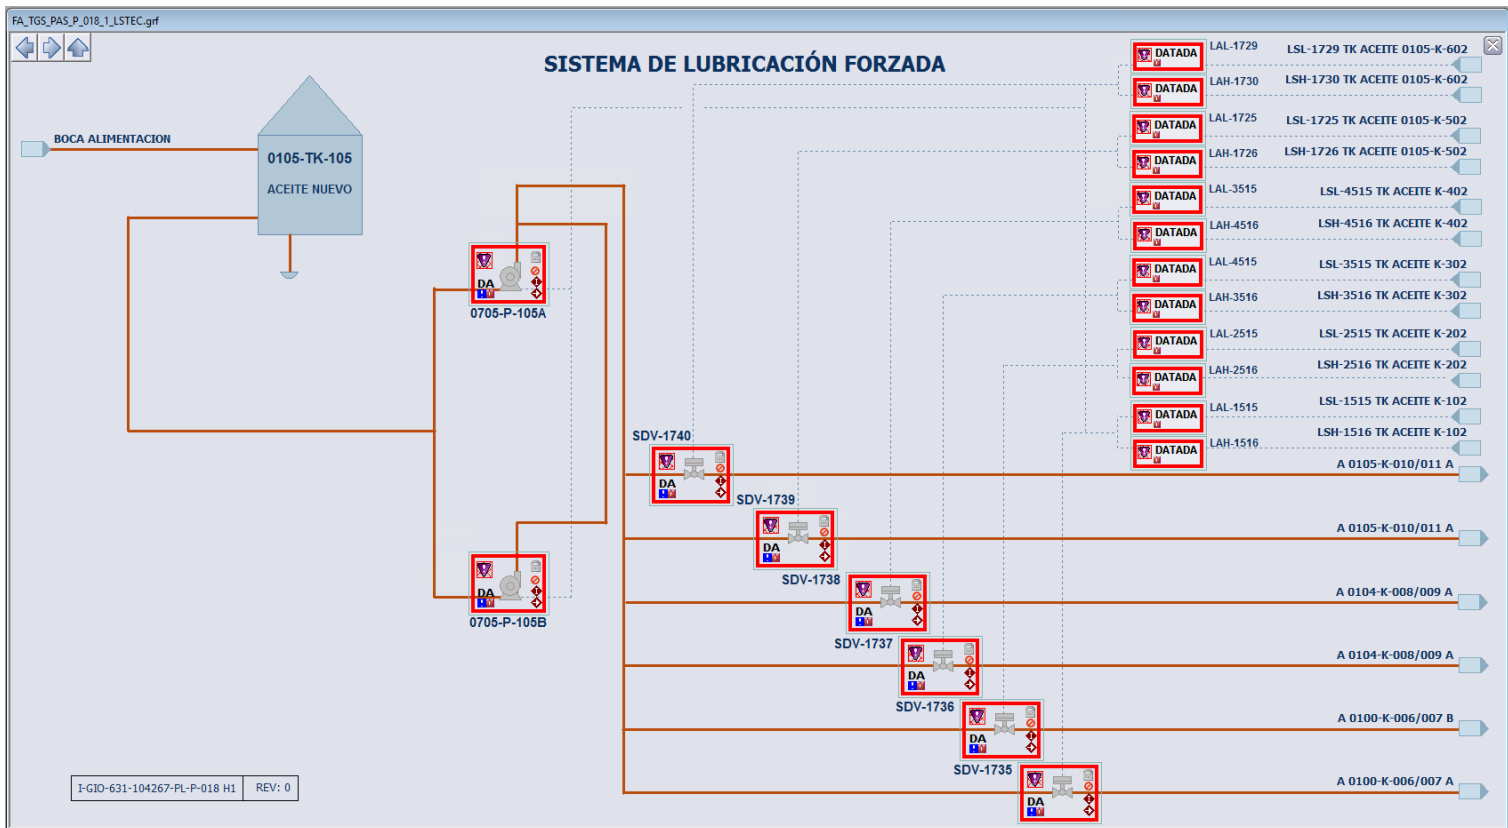 FA_TGS_PAS_P_018_1_LSTEC.grf
SISTEMA DE LUBRICACIÓN FORZADA
BOCA ALIMENTACION
0105-TK-105
ACEITE NUEVO
0705-P-105A
DA
0705-P-105B
DA
DATADA LAL-1729 LSL-1729 TK ACEITE 0105-K-602
DATADA LAH-1730 LSH-1730 TK ACEITE 0105-K-602
DATADA LAL-1725 LSL-1725 TK ACEITE 0105-K-502
DATADA LAH-1726 LSH-1726 TK ACEITE 0105-K-502
DATADA LAL-3515 LSL-4515 TK ACEITE K-402
DATADA LAH-4516 LSH-4516 TK ACEITE K-402
DATADA LAL-4515 LSL-3515 TK ACEITE K-302
DATADA LAH-3516 LSH-3516 TK ACEITE K-302
DATADA LAL-2515 LSL-2515 TK ACEITE K-202
DATADA LAH-2516 LSH-2516 TK ACEITE K-202
DATADA LAL-1515 LSL-1515 TK ACEITE K-102
DATADA LAH-1516 LSH-1516 TK ACEITE K-102
SDV-1740
DA
A 0105-K-010/011 A
SDV-1739
DA
A 0105-K-010/011 A
SDV-1738
DA
A 0104-K-008/009 A
SDV-1737
DA
A 0104-K-008/009 A
SDV-1736
DA
A 0100-K-006/007 B
SDV-1735
DA
A 0100-K-006/007 A
I-GIO-631-104267-PL-P-018 H1 REV: 0